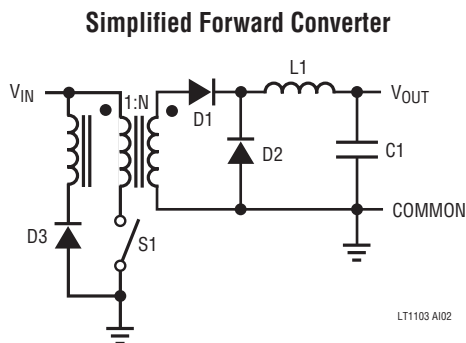 Simplified Forward Converter
L1
VIN
1:N
VOUT
D1
D2
C1
COMMON
D3
S1
LT1103 AI02